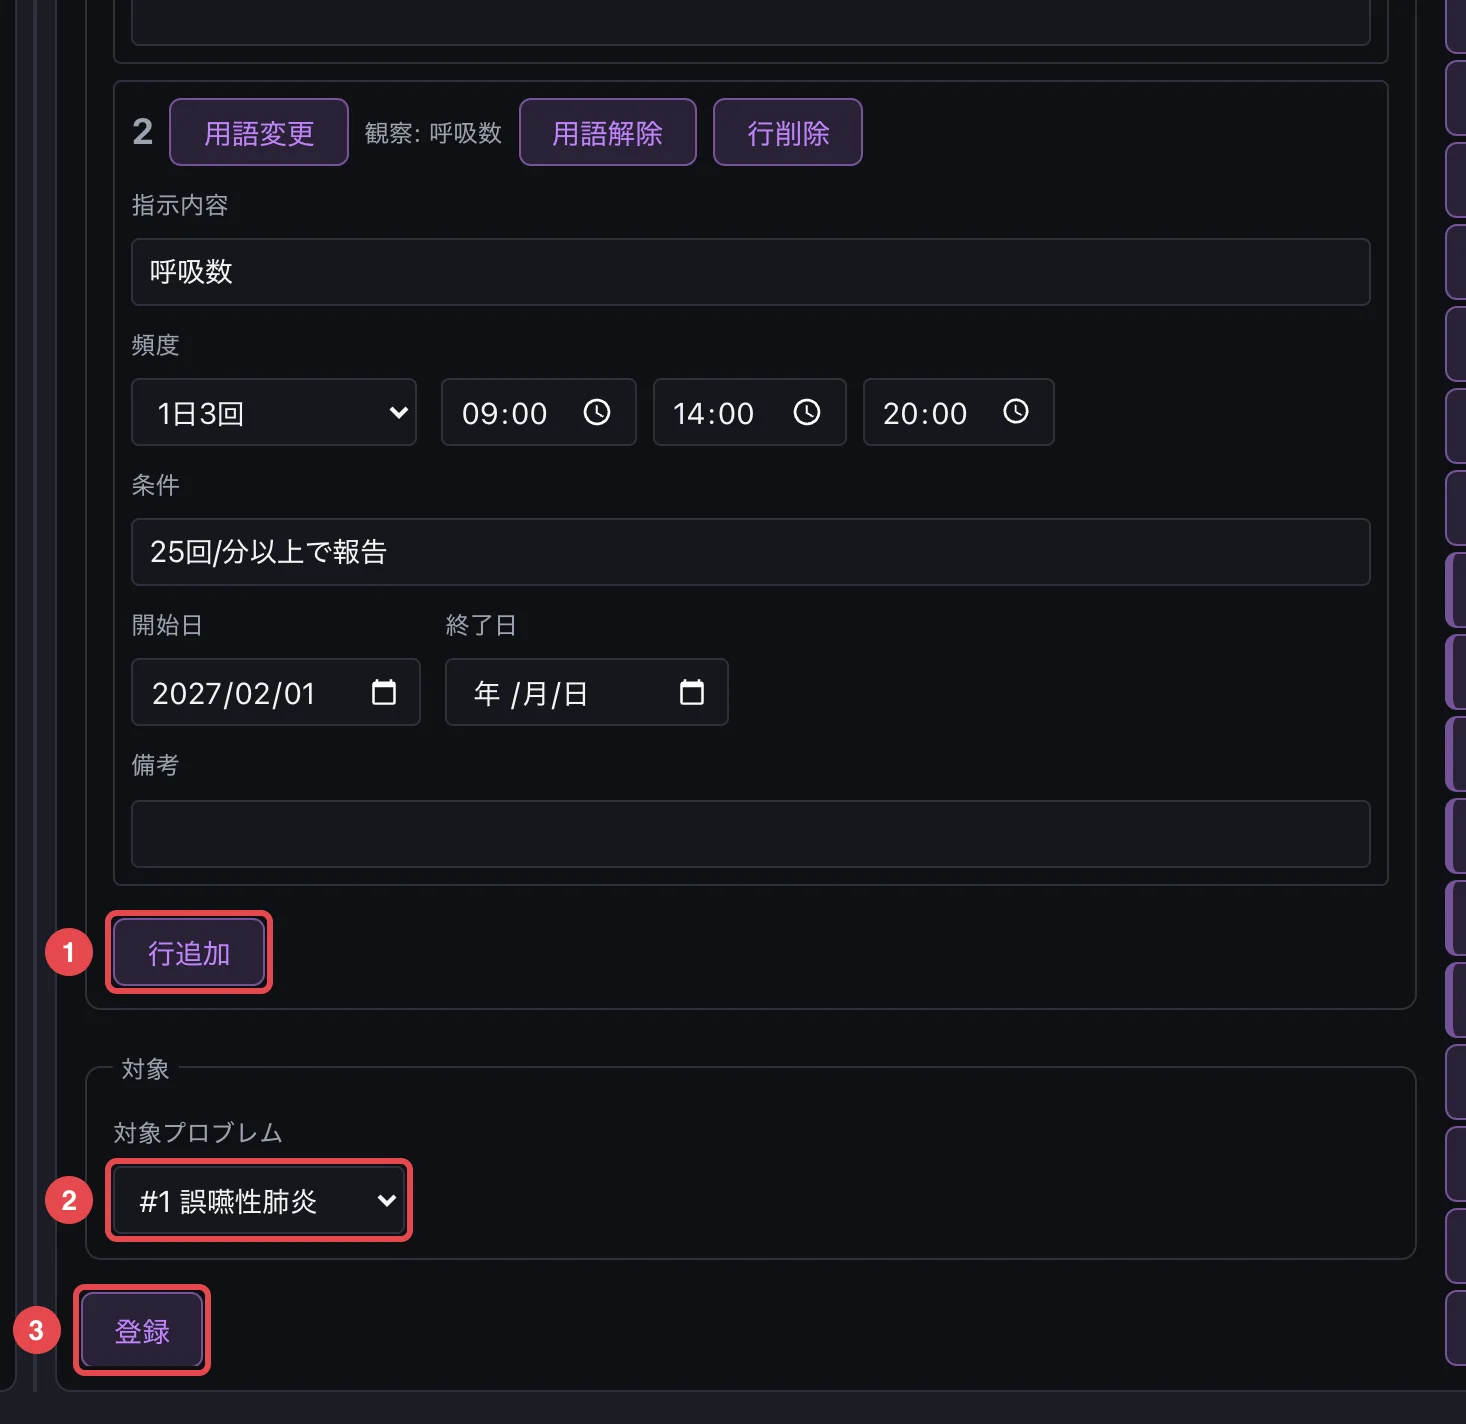 2 用語変更 観察: 呼吸数 用語解除 行削除
指示内容
呼吸数
頻度
1日3回 09:00 14:00 20:00
条件
25回/分以上で報告
開始日 終了日
2027/02/01 年 /月/日
備考
1 行追加
対象
対象プロブレム
2 #1 誤嚥性肺炎
3 登録